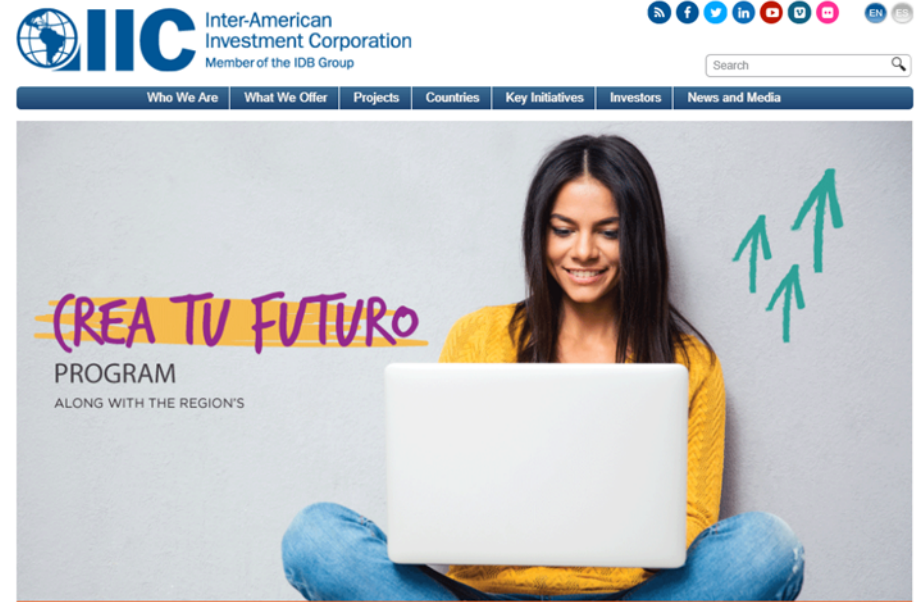 IIC
Inter-American
Investment Corporation
Member of the IDB Group
EN ES
Search
Who We Are What We Offer Projects Countries Key Initiatives Investors News and Media
CREA TU FUTURO
PROGRAM
ALONG WITH THE REGION'S